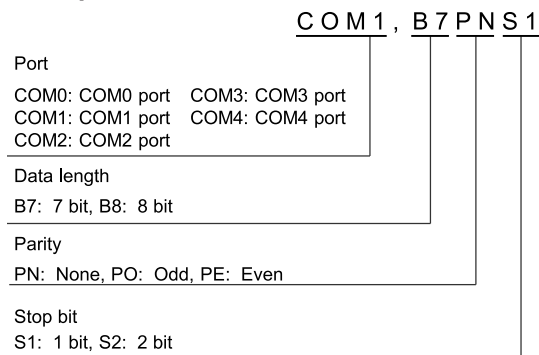 COM1, B7PNS1
Port
COM0: COM0 port COM3: COM3 port
COM1: COM1 port COM4: COM4 port
COM2: COM2 port
Data length
B7: 7 bit, B8: 8 bit
Parity
PN: None, PO: Odd, PE: Even
Stop bit
S1: 1 bit, S2: 2 bit